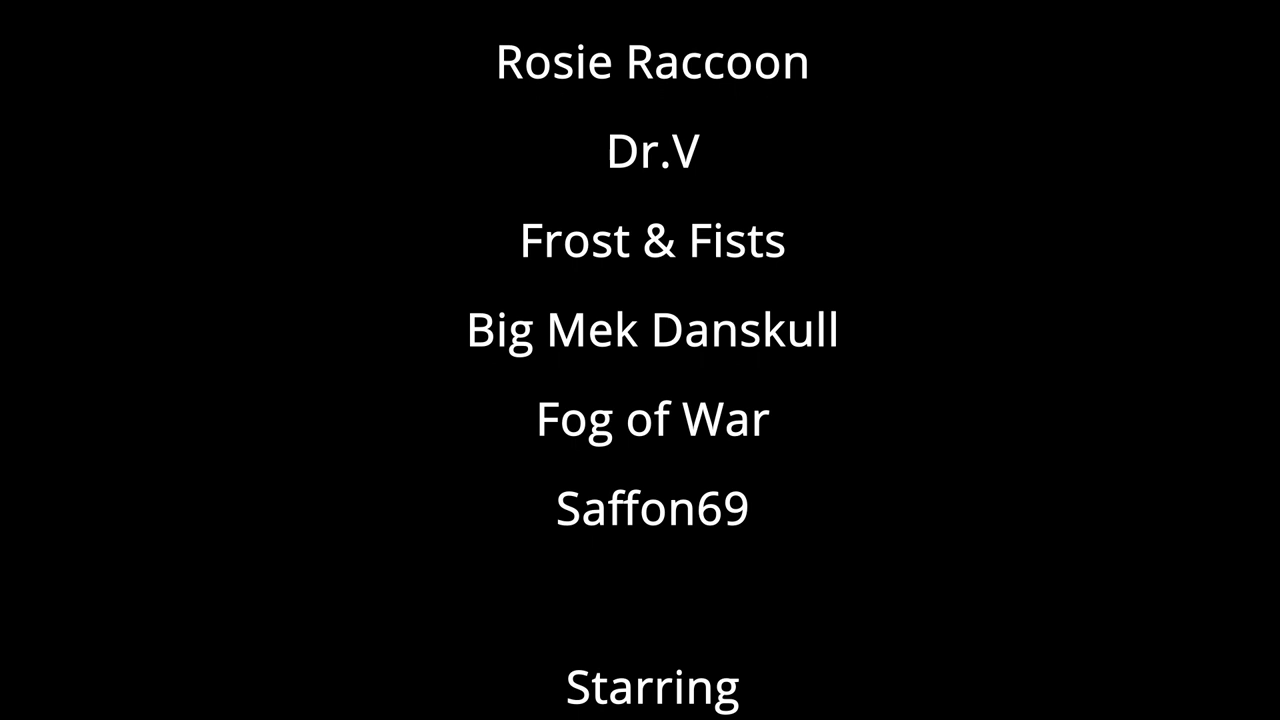 Rosie Raccoon
Dr.V
Frost & Fists
Big Mek Danskull
Fog of War
Saffon69
Starring